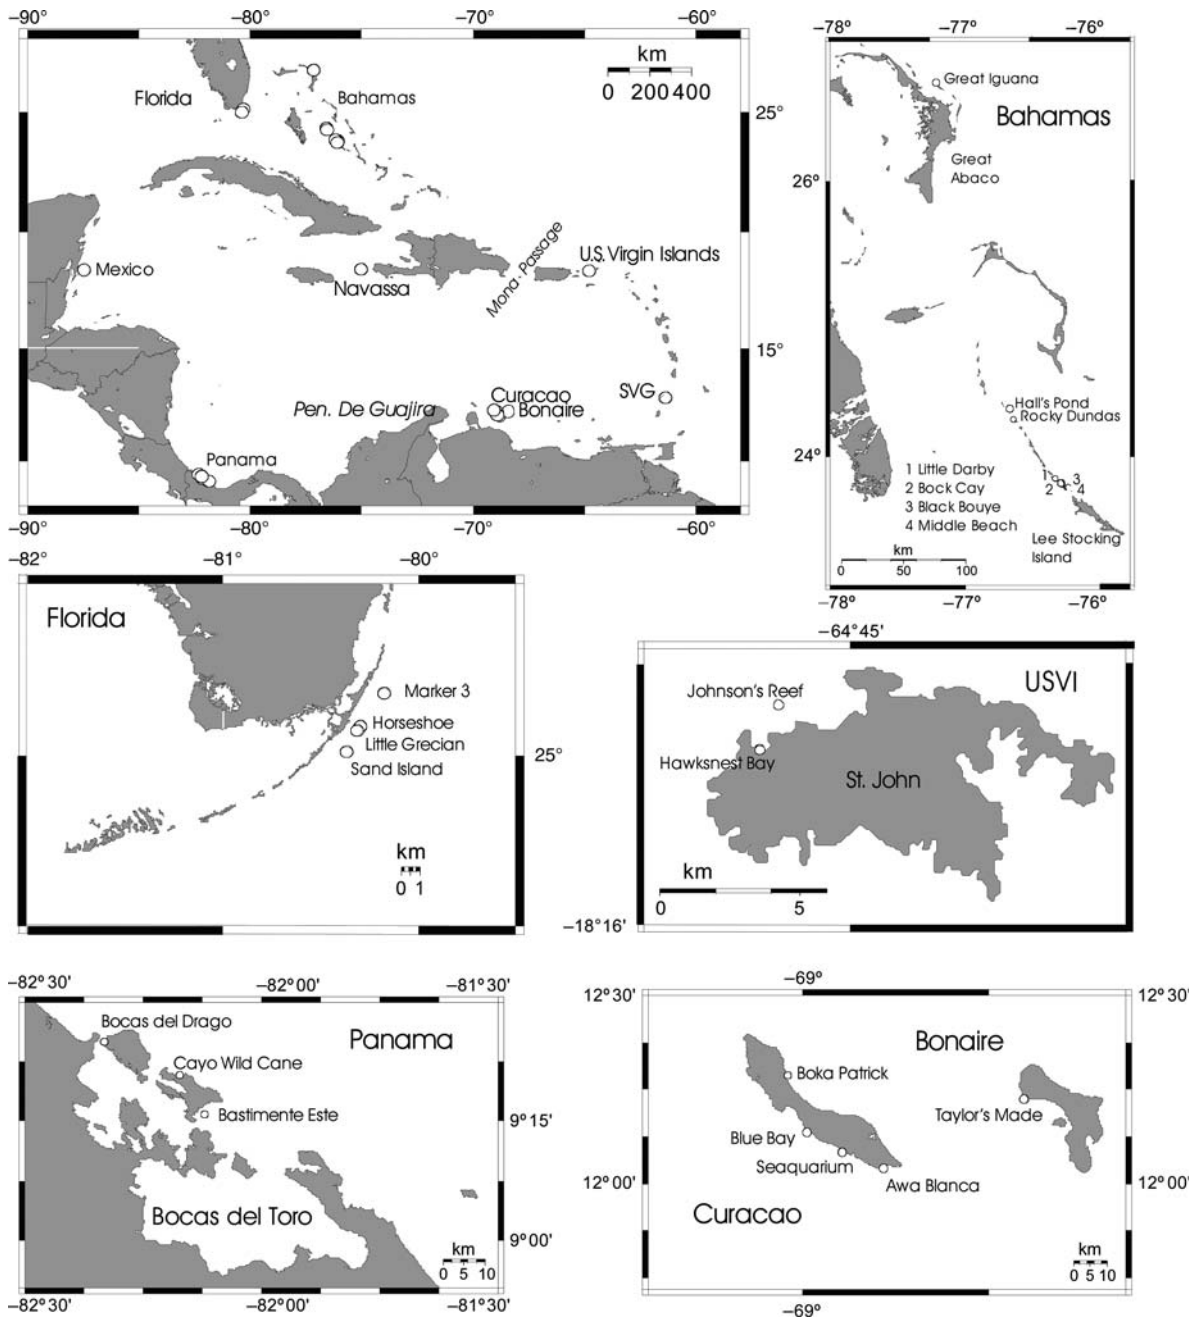 −90° −80° −70° −60°
km
0 200 400
Florida
Bahamas
25°
Mexico
Navassa
Mona Passage
U.S. Virgin Islands
15°
SVG
Curacao
Bonaire
Pen. De Guajira
Panama
−90° −80° −70° −60°
−78° −77° −76°
Great Iguana
Bahamas
Great
Abaco
26°
Hall's Pond
Rocky Dundas
24°
1 Little Darby
2 Bock Cay
3 Black Bouye
4 Middle Beach
1 3
2 4
Lee Stocking
Island
km
0 50 100
−78° −77° −76°
−82° −81° −80°
Florida
Marker 3
Horseshoe
Little Grecian
Sand Island
25°
km
0 1
−64°45'
USVI
Johnson's Reef
Hawksnest Bay
St. John
km
0 5
−18°16'
−82°30' −82°00' −81°30'
Bocas del Drago
Panama
Cayo Wild Cane
Bastimente Este
9°15'
Bocas del Toro
km
0 5 10
9°00'
−82°30' −82°00' −81°30'
−69°
12°30' 12°30'
Bonaire
Boka Patrick
Taylor's Made
Blue Bay
Seaquarium
Awa Blanca
12°00' 12°00'
Curacao
km
0 5 10
−69°